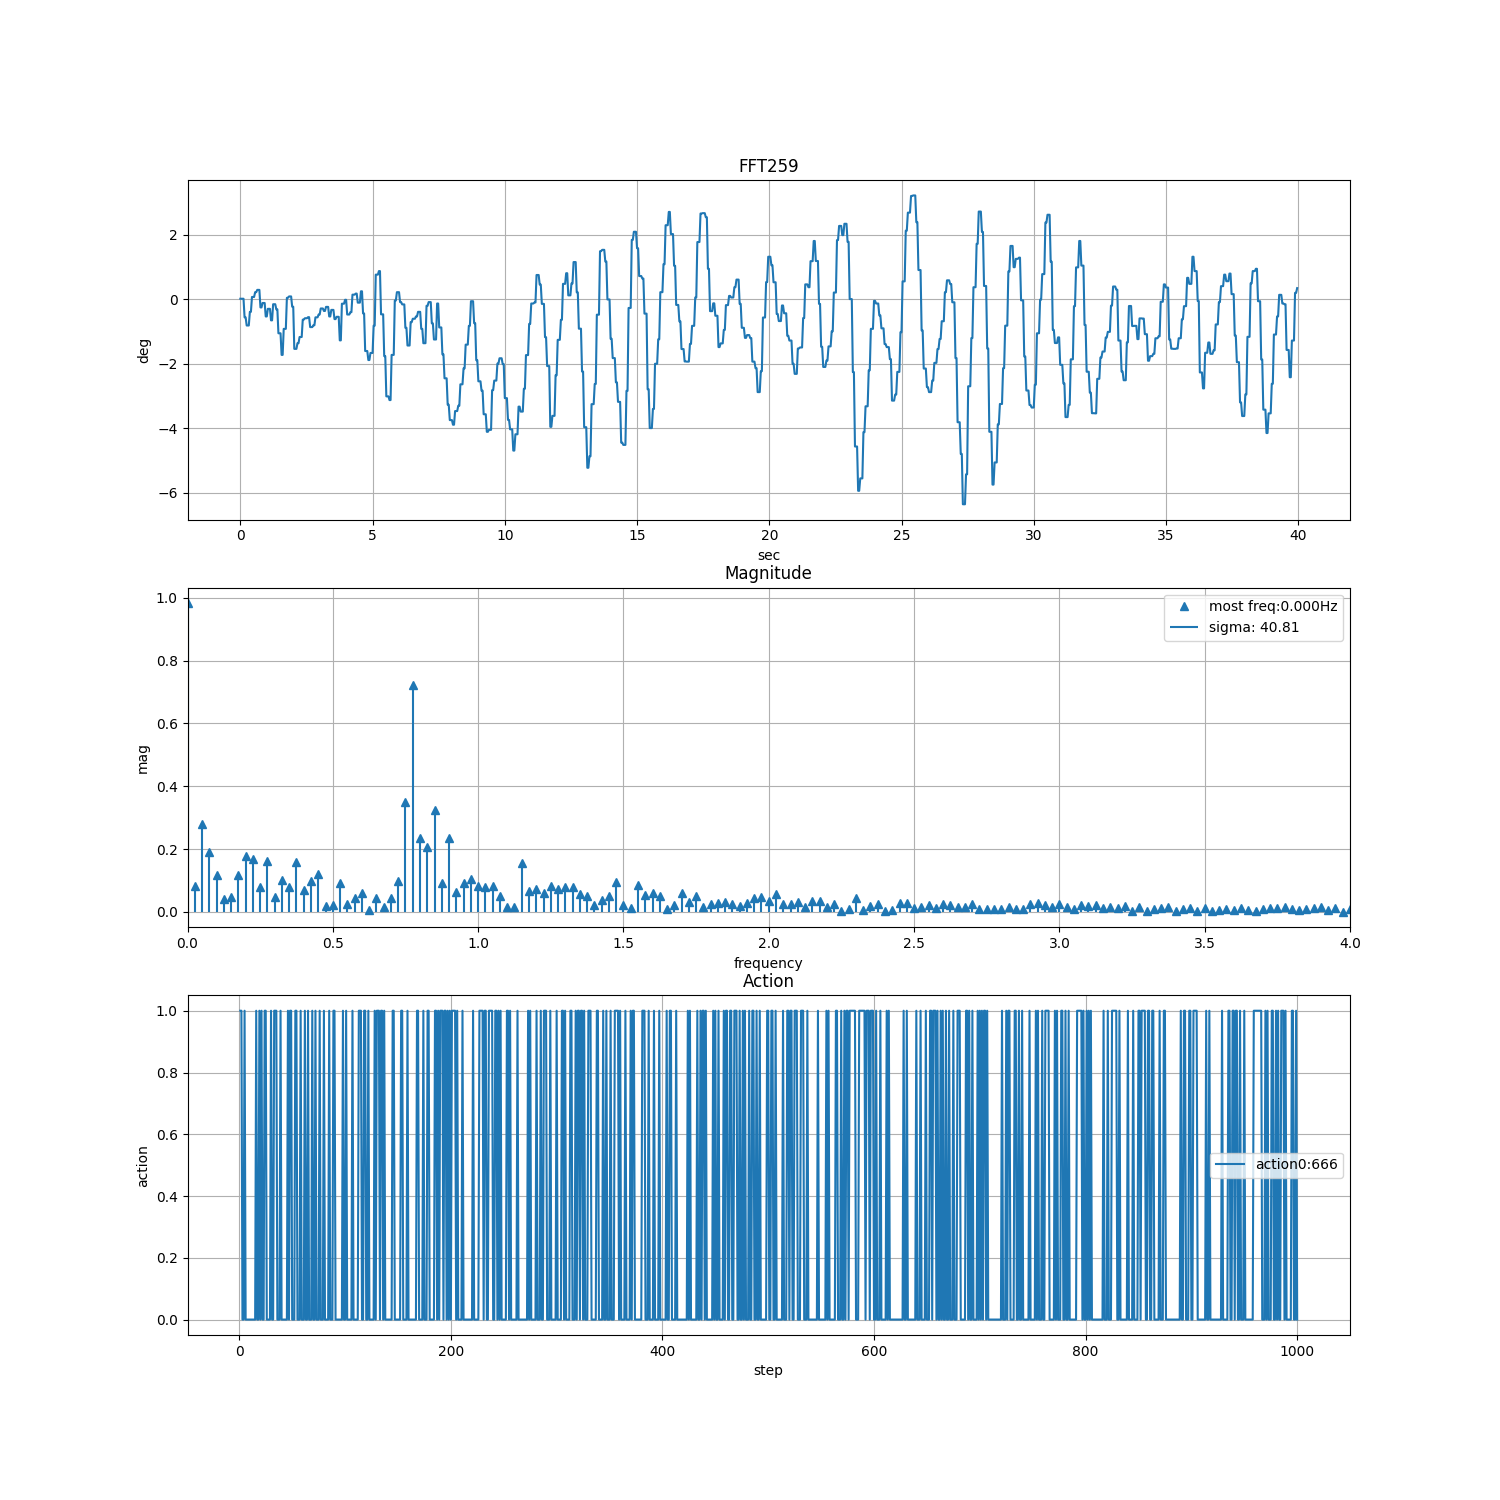 FFT259
2
0
−2
−4
−6
deg
0 5 10 15 20 25 30 35 40
sec
Magnitude
1.0
0.8
0.6
0.4
0.2
0.0
mag
most freq:0.000Hz
sigma: 40.81
0.0 0.5 1.0 1.5 2.0 2.5 3.0 3.5 4.0
frequency
Action
1.0
0.8
0.6
0.4
0.2
0.0
action
action0:666
0 200 400 600 800 1000
step